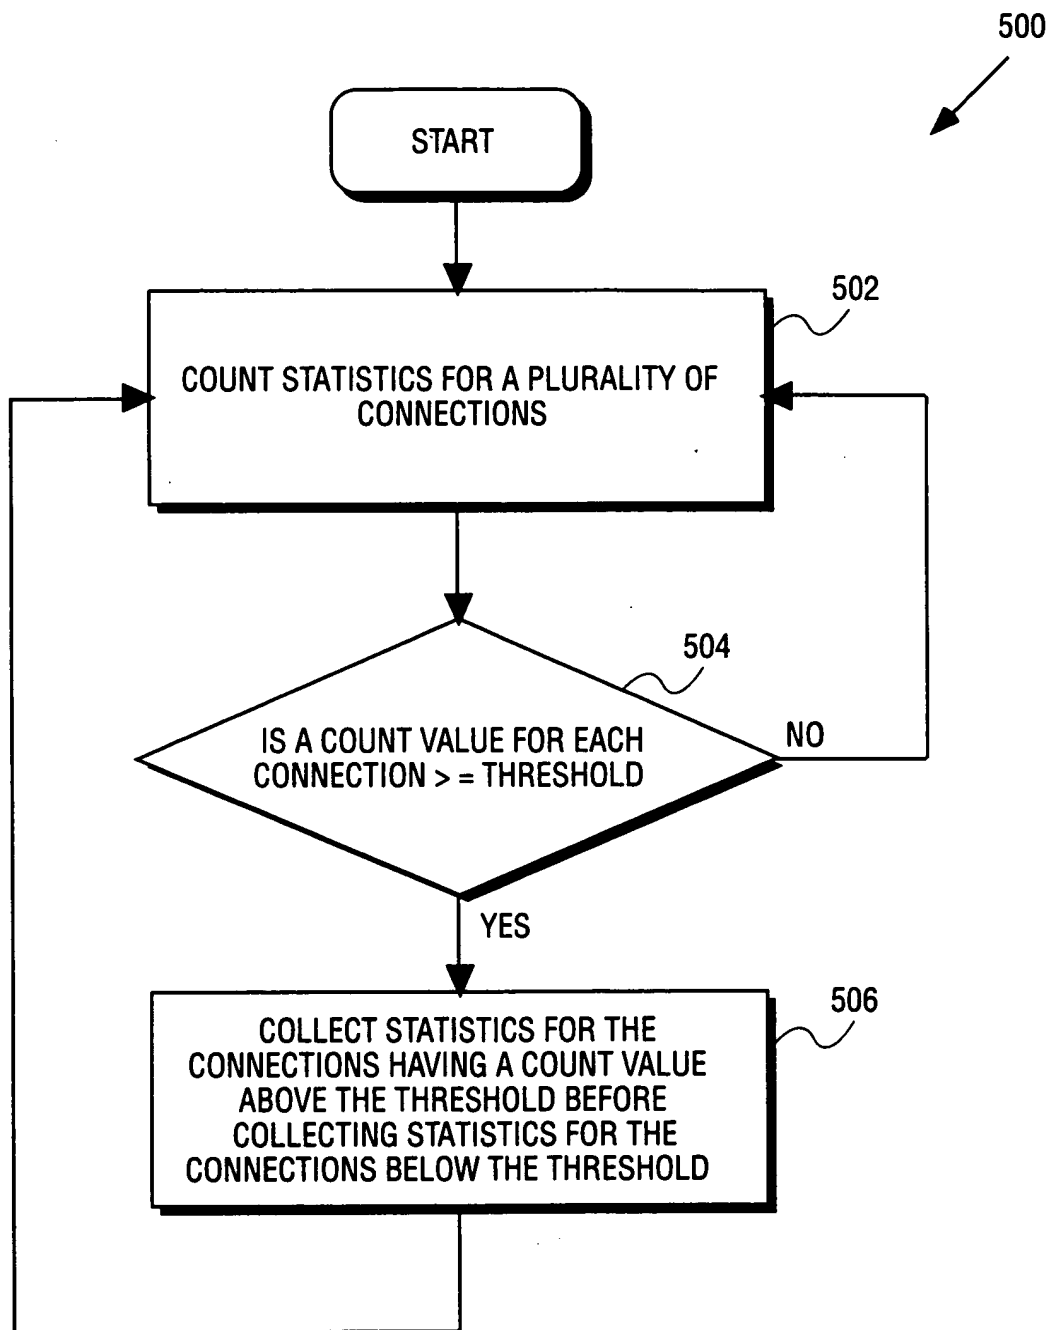 500
START
502
COUNT STATISTICS FOR A PLURALITY OF
CONNECTIONS
504
IS A COUNT VALUE FOR EACH
CONNECTION > = THRESHOLD
NO
YES
506
COLLECT STATISTICS FOR THE
CONNECTIONS HAVING A COUNT VALUE
ABOVE THE THRESHOLD BEFORE
COLLECTING STATISTICS FOR THE
CONNECTIONS BELOW THE THRESHOLD